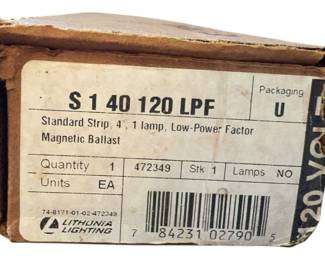 S 1 40 120 LPF
Packaging
U
Standard Strip, 4', 1 lamp, Low-Power Factor
Magnetic Ballast
Quantity 1 472349 Stk 1 Lamps NO
Units EA
74-8171-01-02-472349
LITHONIA
LIGHTING
7 84231 02790 5
120 VOLT